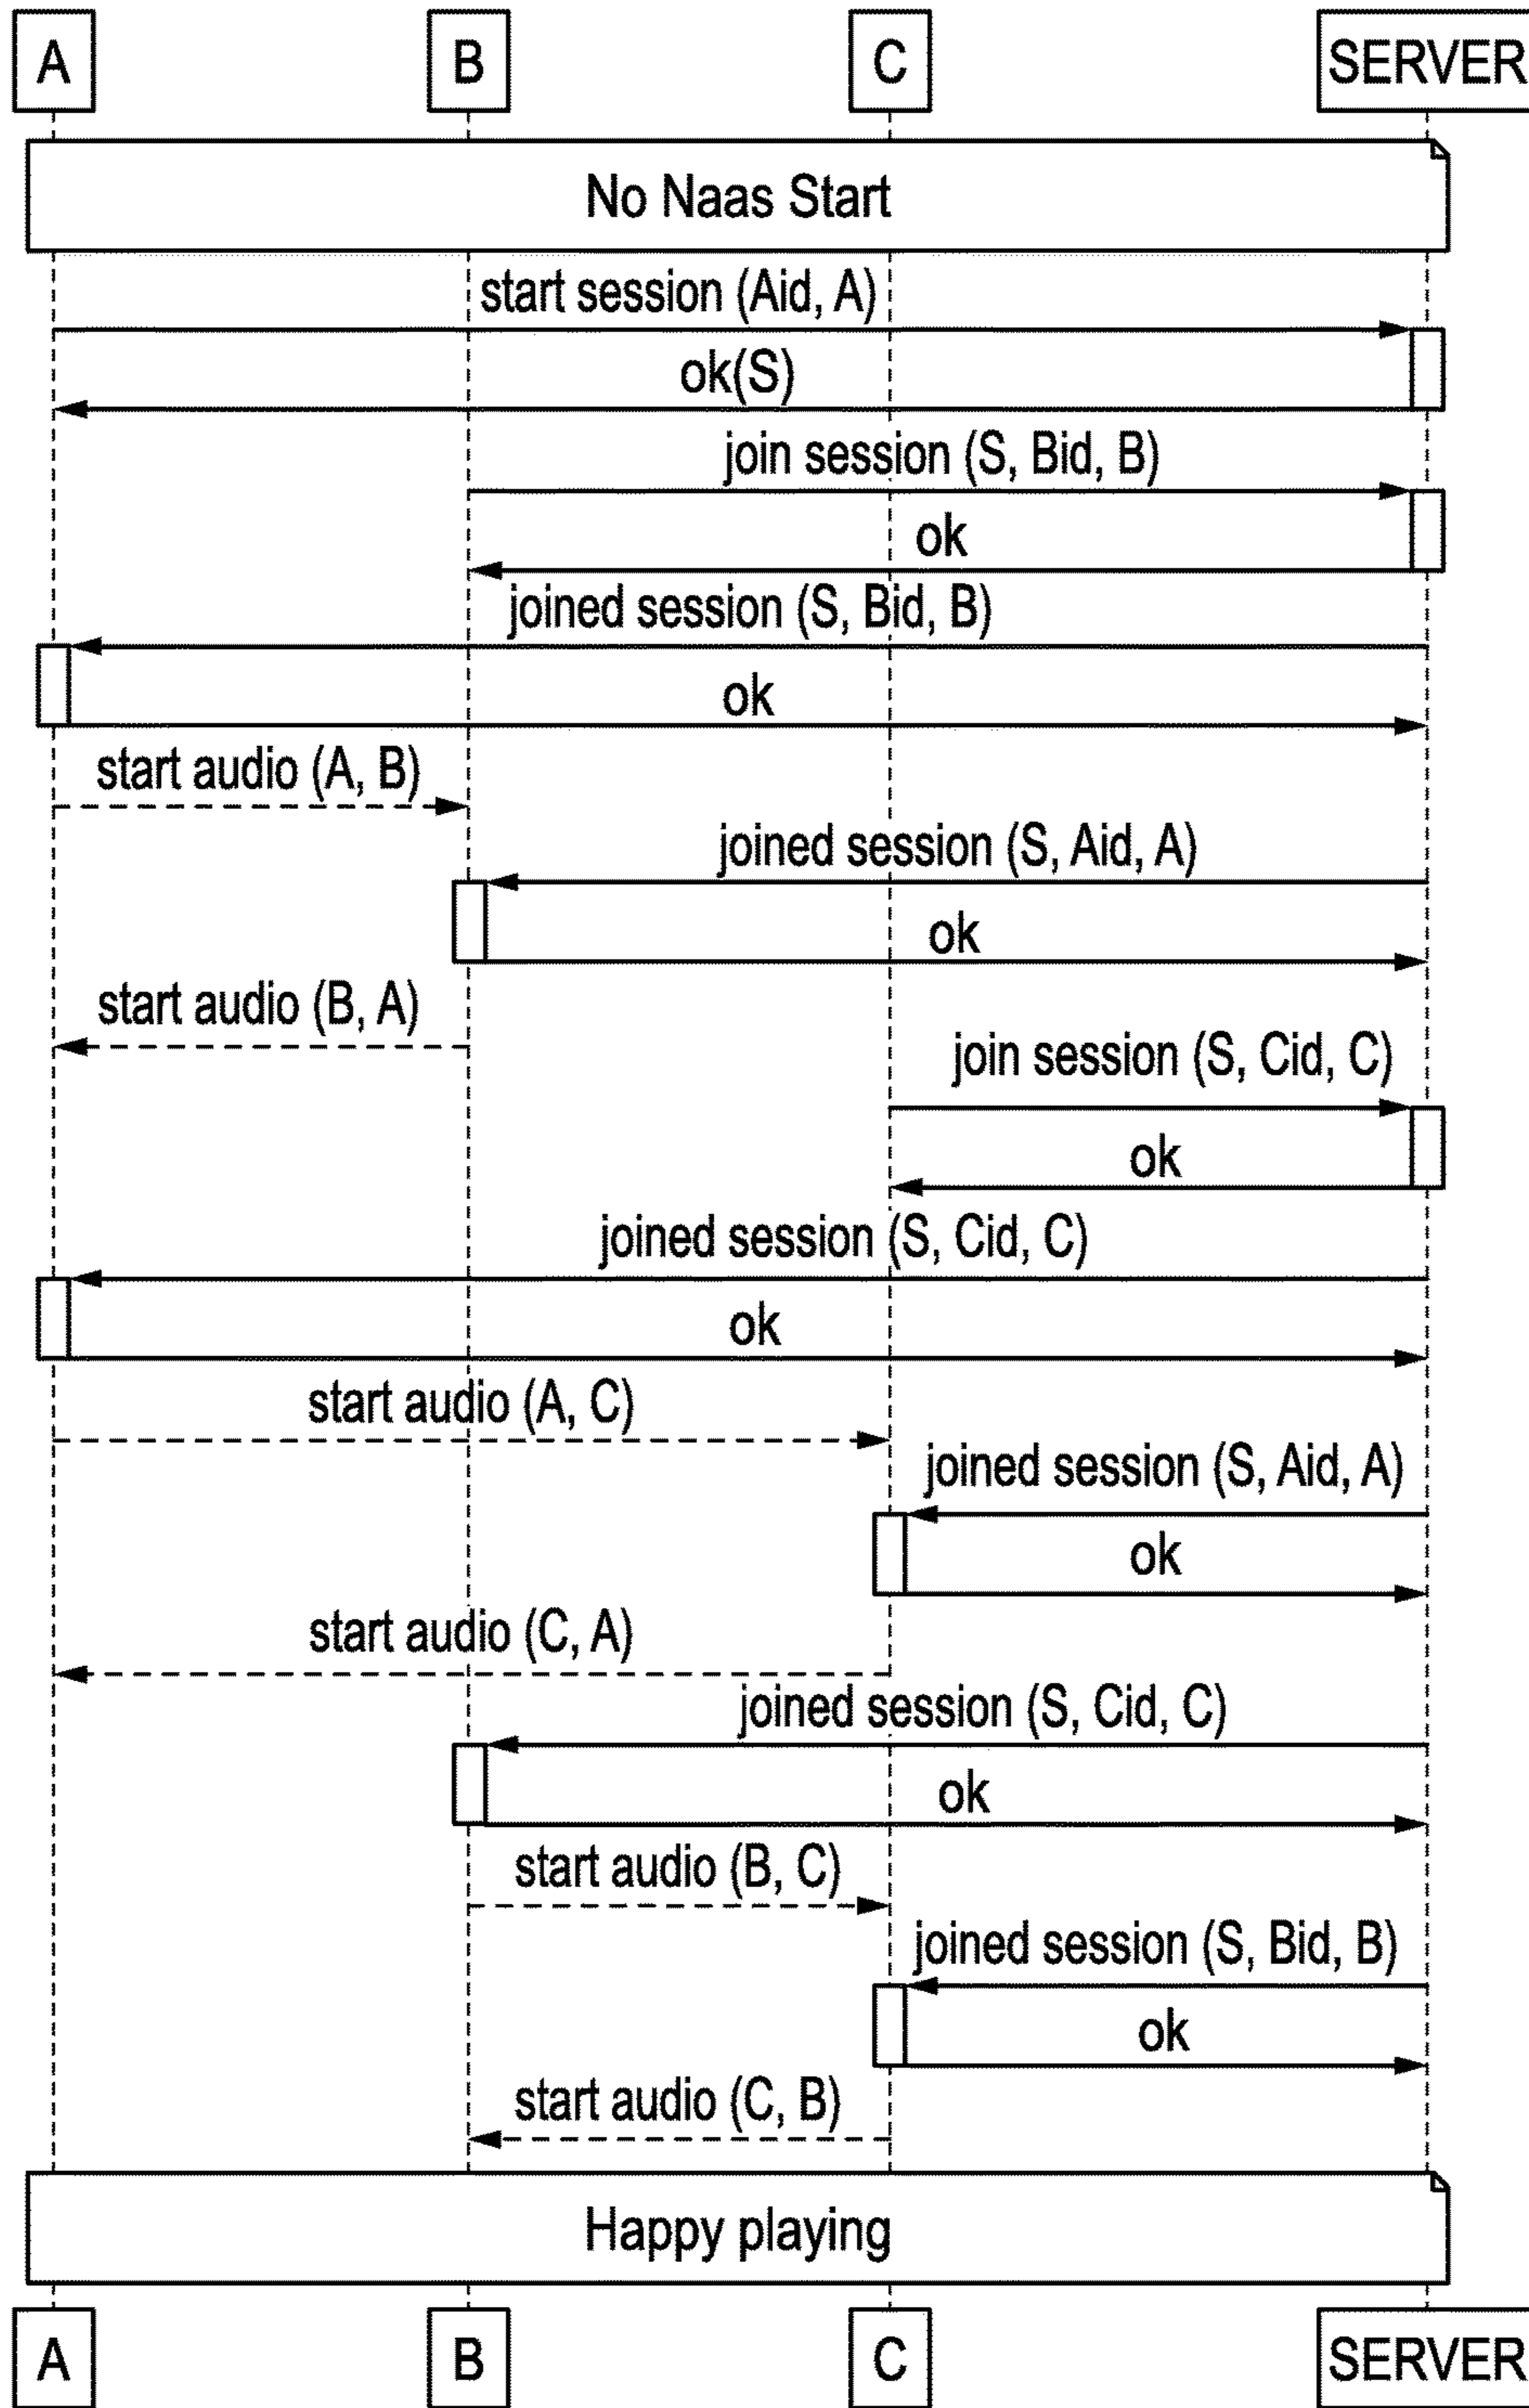 A
B
C
SERVER
No Naas Start
start session (Aid, A)
ok(S)
join session (S, Bid, B)
ok
joined session (S, Bid, B)
ok
start audio (A, B)
joined session (S, Aid, A)
ok
start audio (B, A)
join session (S, Cid, C)
ok
joined session (S, Cid, C)
ok
start audio (A, C)
joined session (S, Aid, A)
ok
start audio (C, A)
joined session (S, Cid, C)
ok
start audio (B, C)
joined session (S, Bid, B)
ok
start audio (C, B)
Happy playing
A
B
C
SERVER